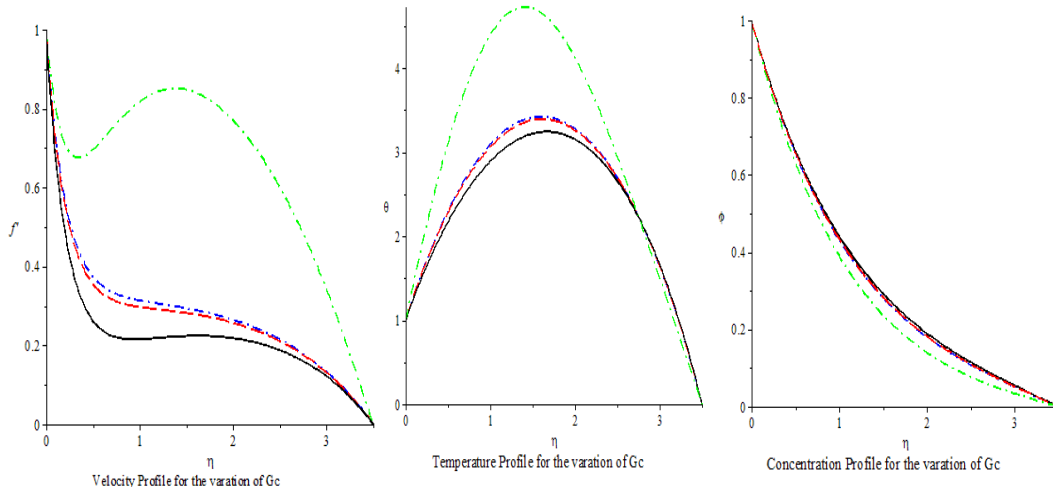 1
0.8
0.6
f'
0.4
0.2
0
0 1 2 3
η
Velocity Profile for the varation of Gc
4
3
θ
2
1
0
0 1 2 3
η
Temperature Profile for the varation of Gc
1
0.8
0.6
ϕ
0.4
0.2
0
0 1 2 3
η
Concentration Profile for the varation of Gc